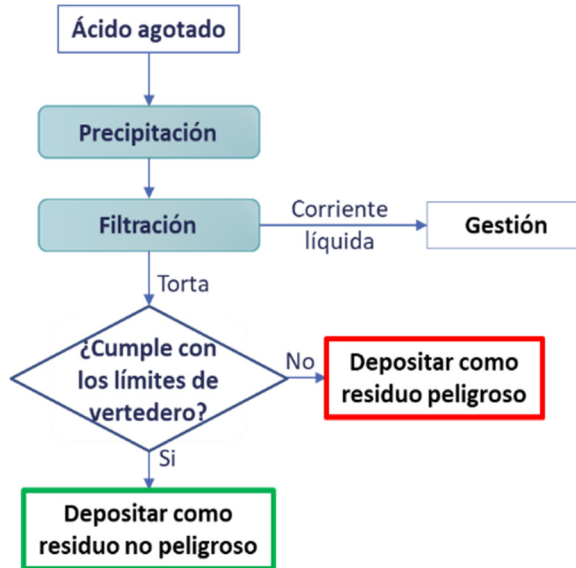 Ácido agotado
Precipitación
Filtración
Corriente
líquida
Gestión
Torta
¿Cumple con
los límites de
vertedero?
No
Depositar como
residuo peligroso
Si
Depositar como
residuo no peligroso